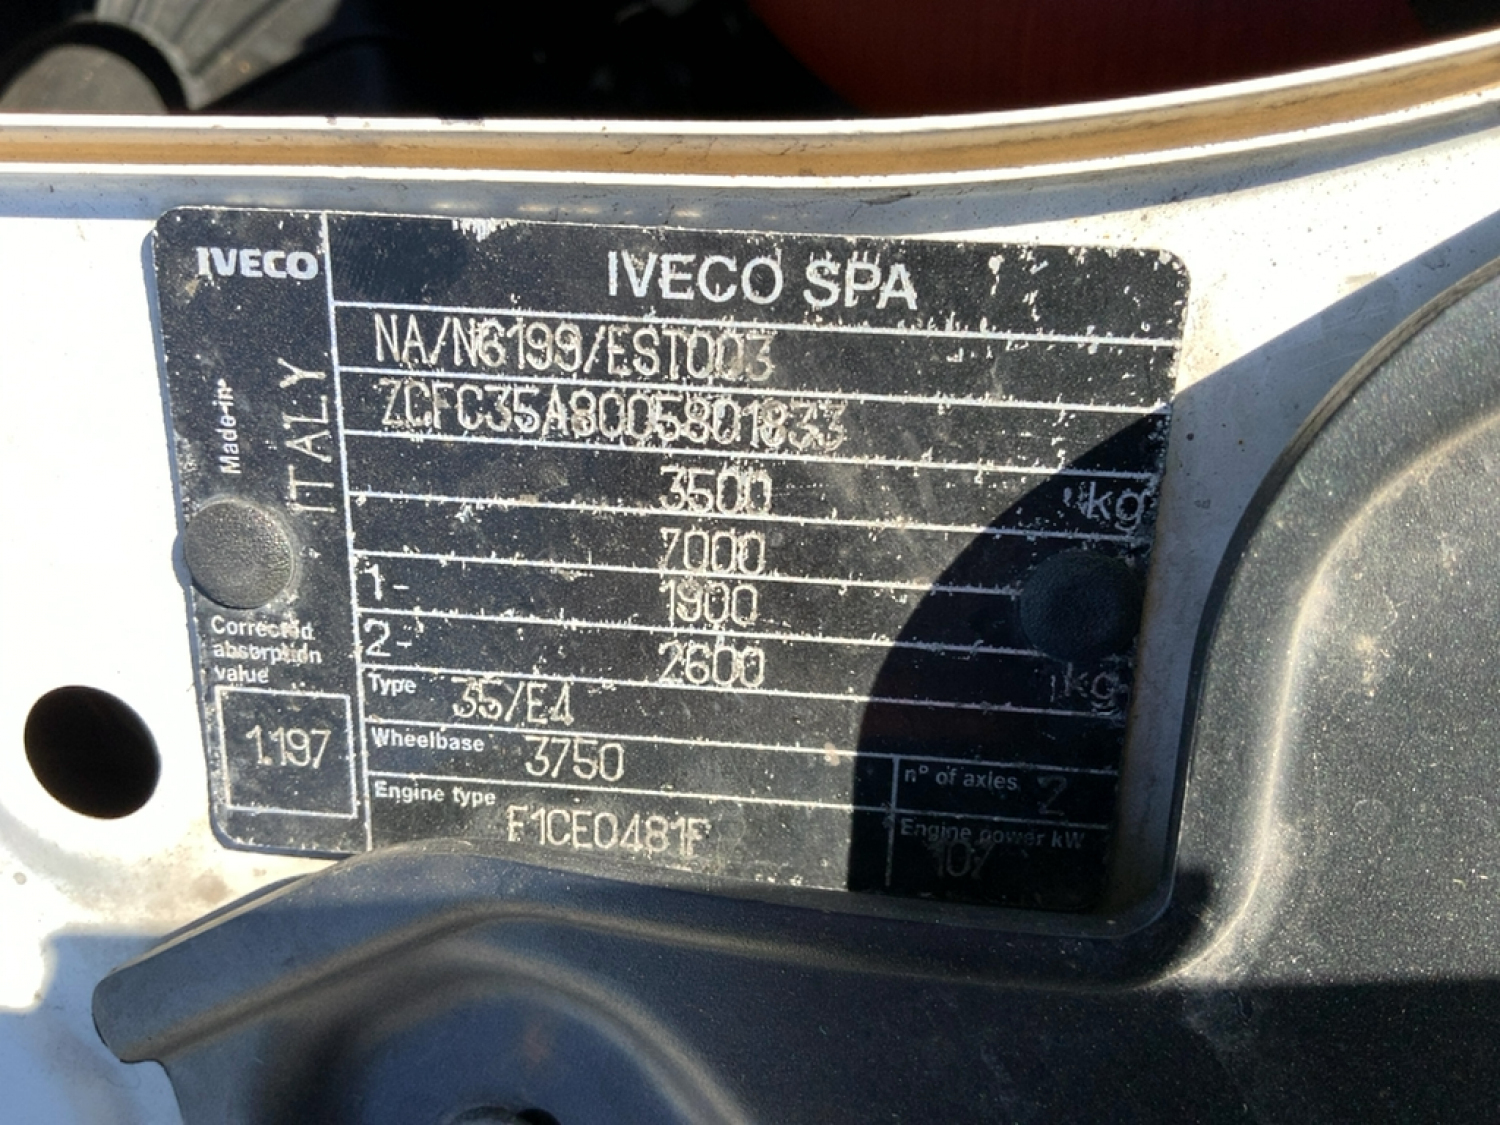 IVECO
IVECO SPA
NA/N6199/EST003
ZCFC35A8005801833
Made in
ITALY
3500 kg
7000
1- 1900
2- 2600 kg
Corrected
absorption
value
1.197
Type 35/E4
Wheelbase 3750
n° of axles 2
Engine type F1CE0481F
Engine power kW
107